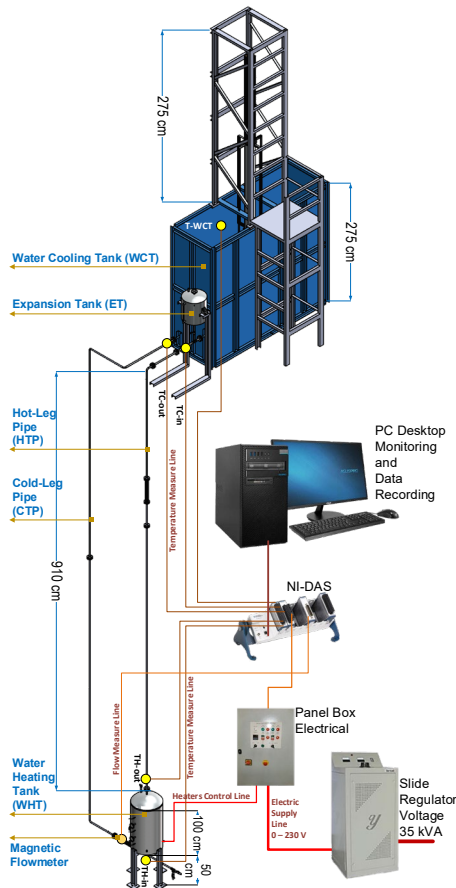 275 cm
T-WCT
275 cm
Water Cooling Tank (WCT)
Expansion Tank (ET)
TC-out
TC-in
Hot-Leg
Pipe
(HTP)
Cold-Leg
Pipe
(CTP)
Temperature Measure Line
910 cm
PC Desktop
Monitoring
and
Data
Recording
NI-DAS
Flow Measure Line
Temperature Measure Line
TH-out
Panel Box
Electrical
Water
Heating
Tank
(WHT)
Heaters Control Line
Electric
Supply
Line
0 – 230 V
Slide
Regulator
Voltage
35 kVA
100 cm
Magnetic
Flowmeter
TH-in
50
cm